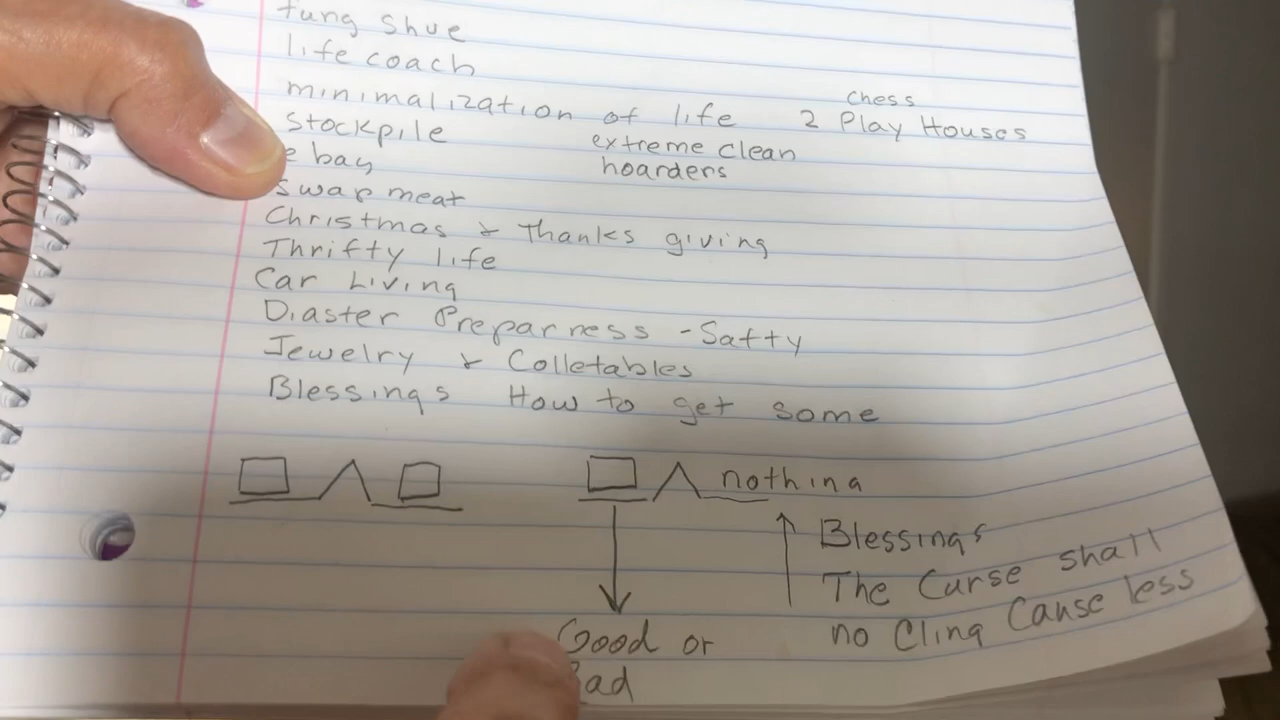 fung shue
life coach
minimalization of life
Chess
2 Play Houses
Stockpile
extreme clean
hoarders
e bay
Swap meat
Christmas & Thanks giving
Thrifty life
Car Living
Diaster Preparness - Safty
Jewelry & Colletables
Blessings How to get some
nothing
Blessings
The Curse shall
no Cling Cause less
Good or
Bad